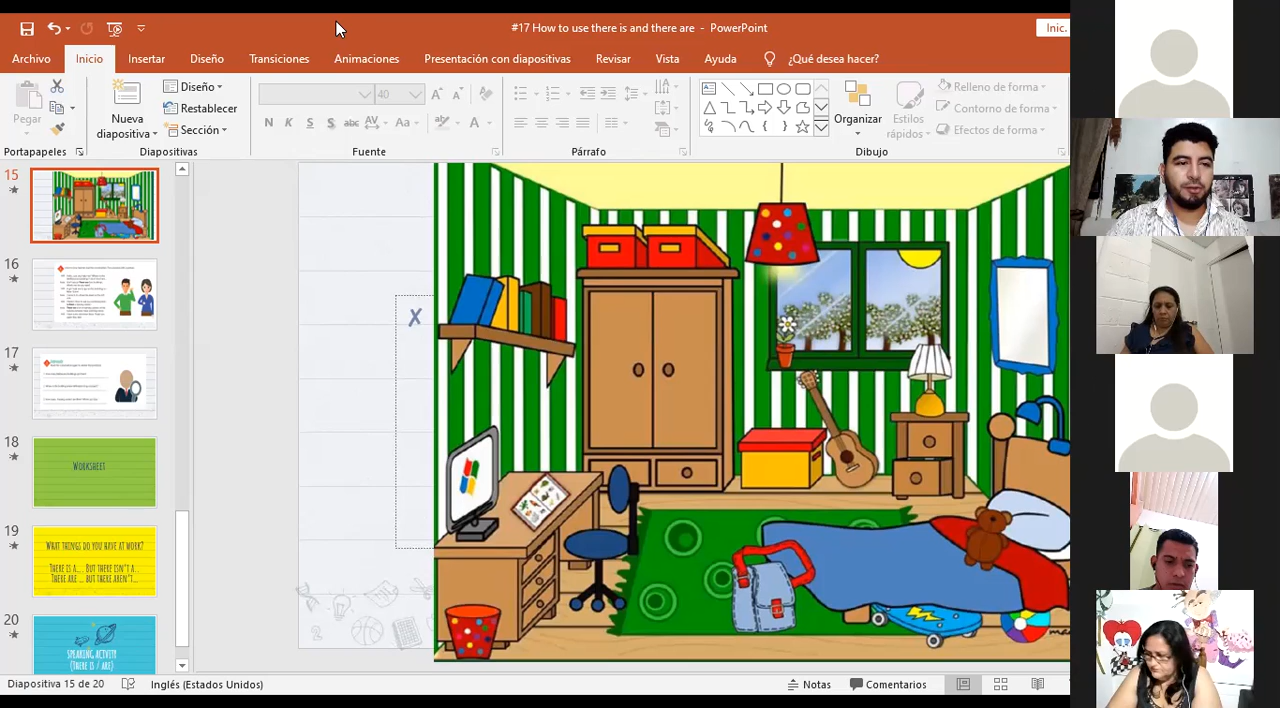 #17 How to use there is and there are - PowerPoint
Inic.
Archivo Inicio Insertar Diseño Transiciones Animaciones Presentación con diapositivas Revisar Vista Ayuda ¿Qué desea hacer?
Pegar
Nueva diapositiva
Diseño
Restablecer
Sección
40
Organizar
Estilos rápidos
Relleno de forma
Contorno de forma
Efectos de forma
Portapapeles Diapositivas Fuente Párrafo Dibujo
15
X
16
17
18
Worksheet
19
What things do you have at work?
There is a... But there isn't a..
There are ... but there aren't...
20
Speaking activity
(There is / are)
Diapositiva 15 de 20 Inglés (Estados Unidos) Notas Comentarios